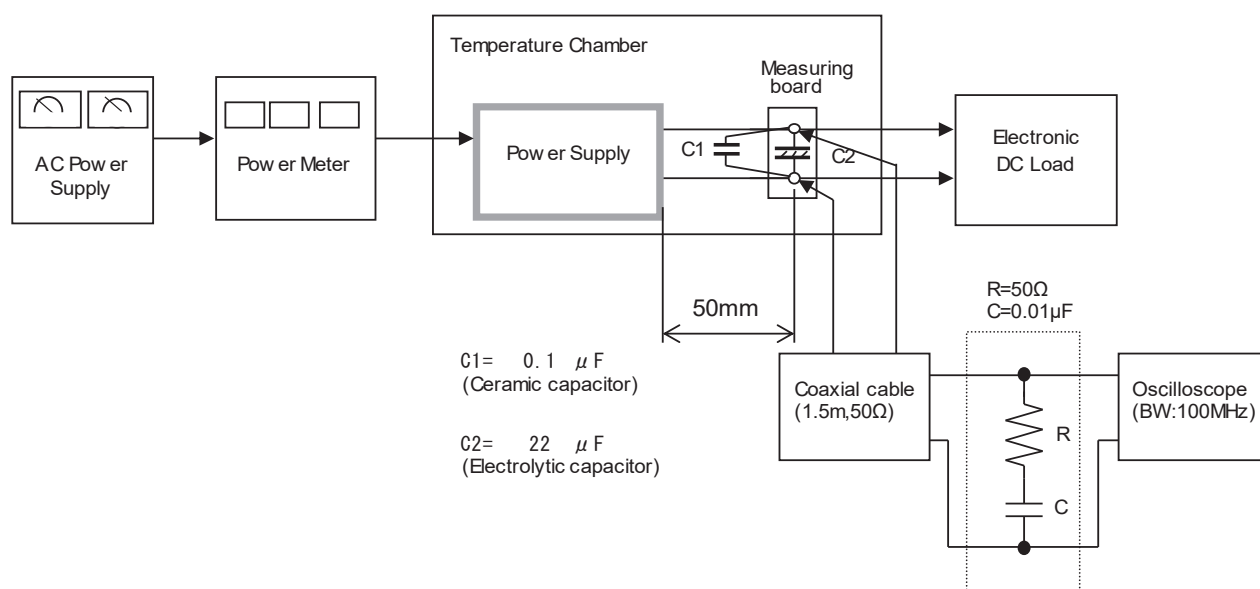 Temperature Chamber
Measuring
board
AC Power
Supply
Power Meter
Power Supply
C1
C2
Electronic
DC Load
50mm
R=50Ω
C=0.01µF
C1= 0.1 μF
(Ceramic capacitor)
C2= 22 μF
(Electrolytic capacitor)
Coaxial cable
(1.5m,50Ω)
R
C
Oscilloscope
(BW:100MHz)